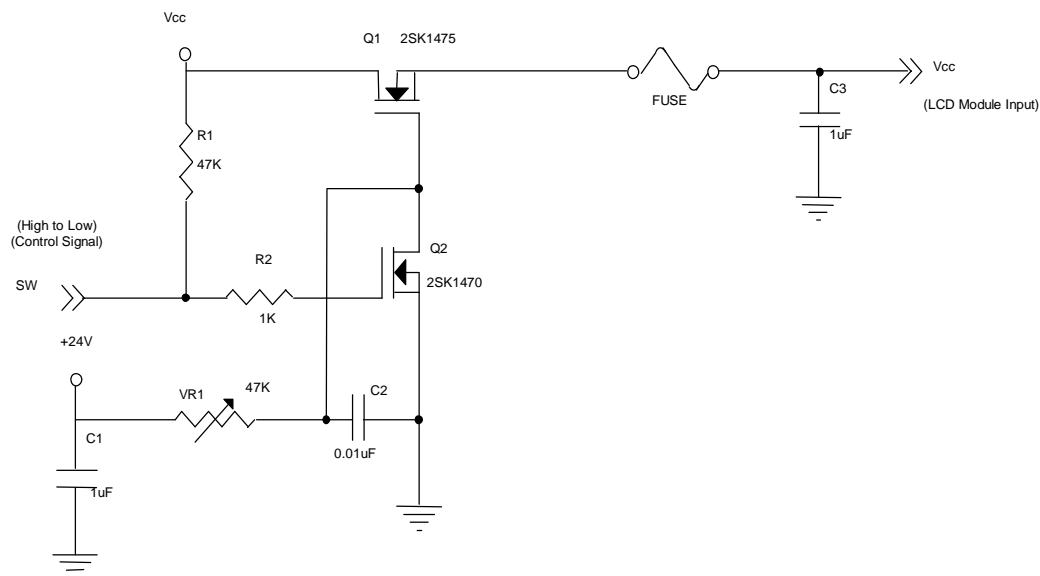 Vcc
Q1 2SK1475
Vcc
FUSE
C3
(LCD Module Input)
R1
1uF
47K
(High to Low)
(Control Signal)
Q2
R2
SW
2SK1470
1K
+24V
VR1
47K
C2
C1
0.01uF
1uF